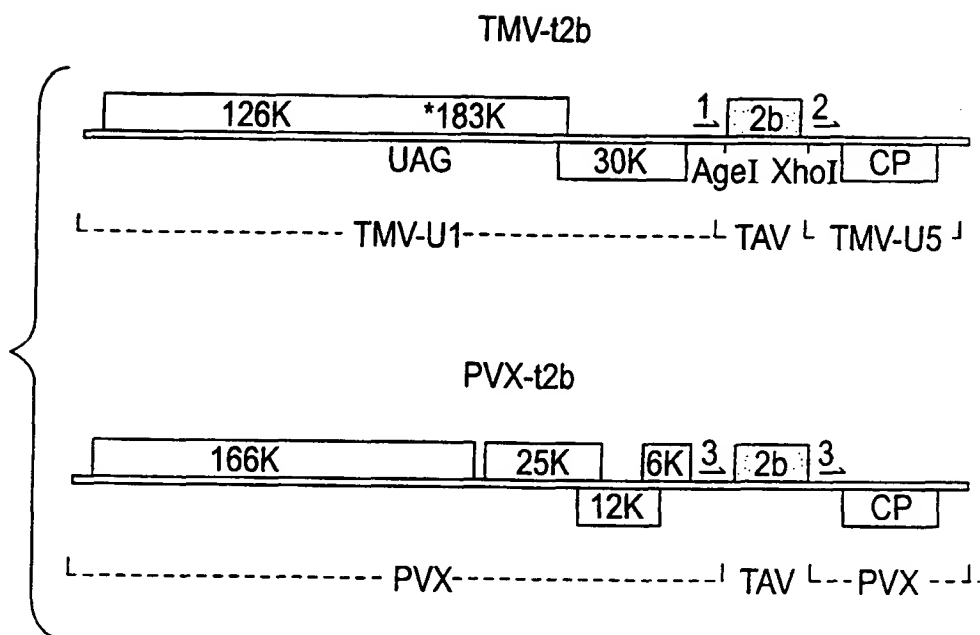 TMV-t2b
126K *183K 1 2b 2
UAG 30K AgeI XhoI CP
TMV-U1 TAV TMV-U5
PVX-t2b
166K 25K 6K 3 2b 3
12K CP
PVX TAV PVX